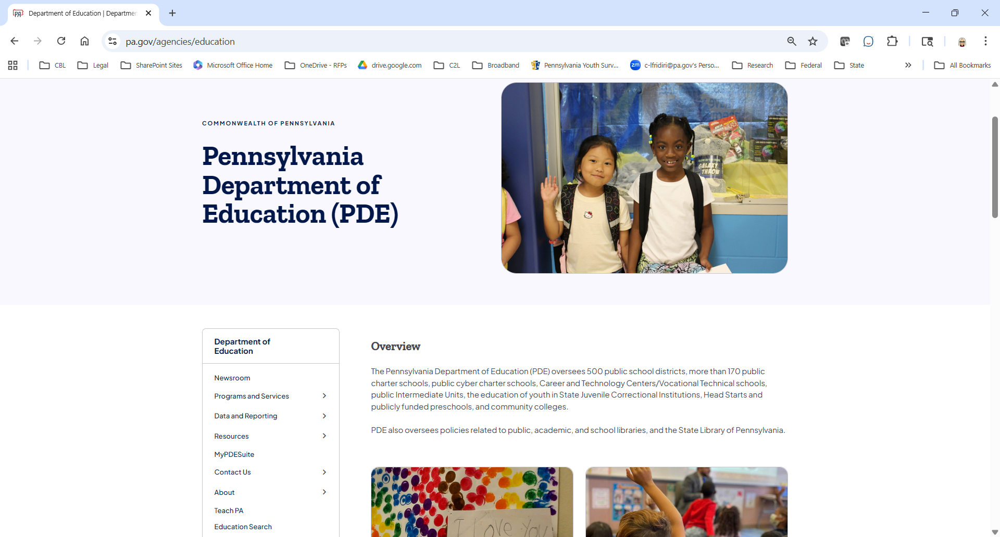 Department of Education | Departmen
pa.gov/agencies/education
CBL
Legal
SharePoint Sites
Microsoft Office Home
OneDrive - RFPs
drive.google.com
C2L
Broadband
Pennsylvania Youth Surv...
zm
c-lfridiri@pa.gov's Perso...
Research
Federal
State
All Bookmarks
COMMONWEALTH OF PENNSYLVANIA
Pennsylvania
Department of
Education (PDE)
GALAXY
THROW
Department of
Education
Newsroom
Programs and Services
Data and Reporting
Resources
MyPDESuite
Contact Us
About
Teach PA
Education Search
Overview
The Pennsylvania Department of Education (PDE) oversees 500 public school districts, more than 170 public
charter schools, public cyber charter schools, Career and Technology Centers/Vocational Technical schools,
public Intermediate Units, the education of youth in State Juvenile Correctional Institutions, Head Starts and
publicly funded preschools, and community colleges.
PDE also oversees policies related to public, academic, and school libraries, and the State Library of Pennsylvania.
I Love You